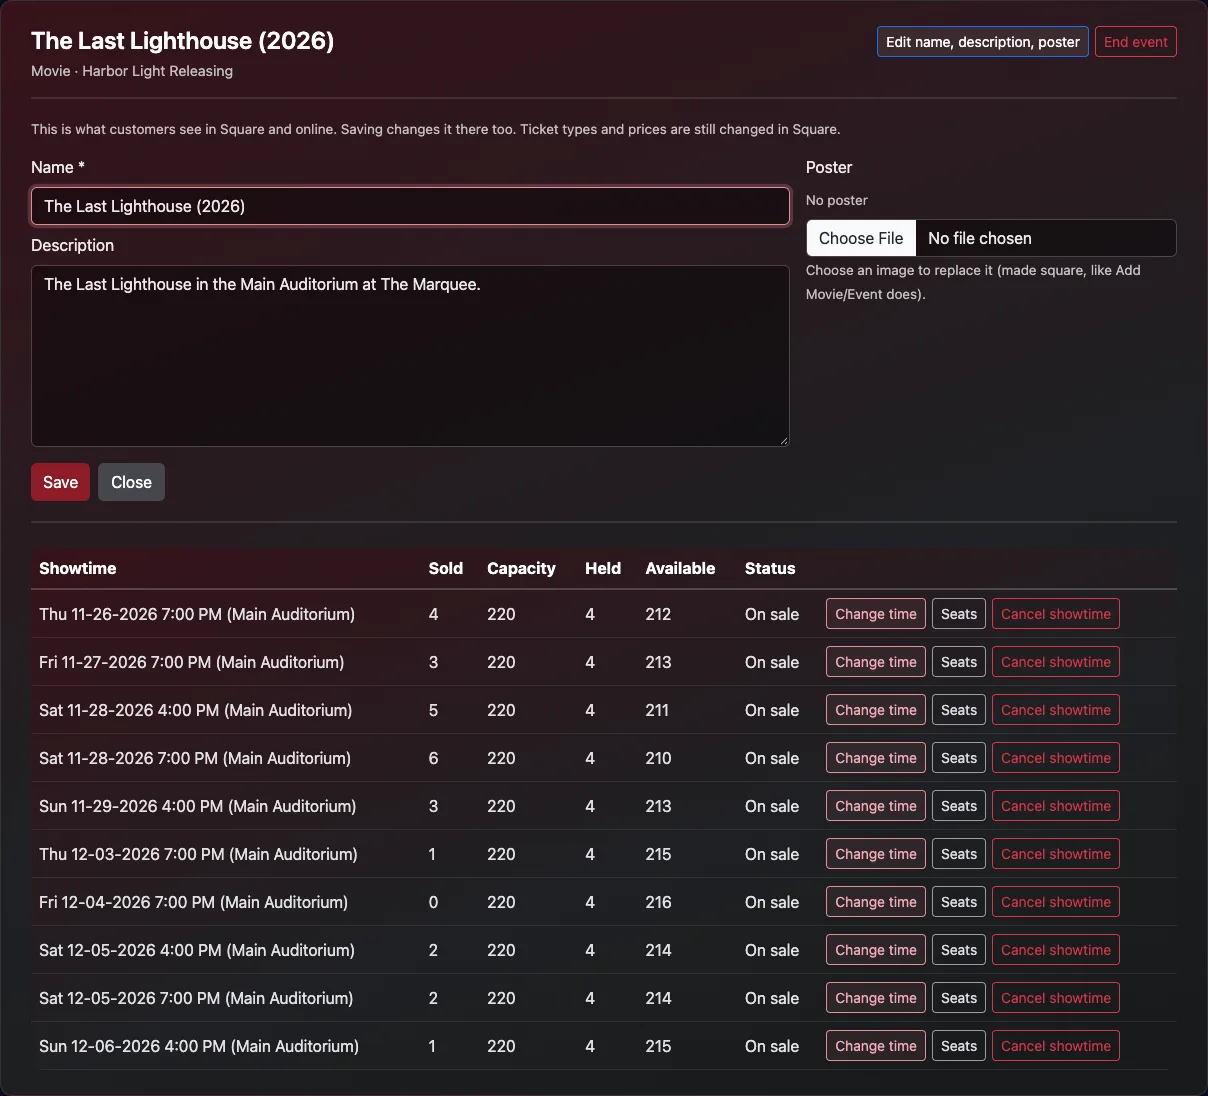 The Last Lighthouse (2026)
Edit name, description, poster
End event
Movie · Harbor Light Releasing
This is what customers see in Square and online. Saving changes it there too. Ticket types and prices are still changed in Square.
Name *
The Last Lighthouse (2026)
Description
The Last Lighthouse in the Main Auditorium at The Marquee.
Poster
No poster
Choose File No file chosen
Choose an image to replace it (made square, like Add
Movie/Event does).
Save Close
Showtime Sold Capacity Held Available Status
Thu 11-26-2026 7:00 PM (Main Auditorium) 4 220 4 212 On sale Change time Seats Cancel showtime
Fri 11-27-2026 7:00 PM (Main Auditorium) 3 220 4 213 On sale Change time Seats Cancel showtime
Sat 11-28-2026 4:00 PM (Main Auditorium) 5 220 4 211 On sale Change time Seats Cancel showtime
Sat 11-28-2026 7:00 PM (Main Auditorium) 6 220 4 210 On sale Change time Seats Cancel showtime
Sun 11-29-2026 4:00 PM (Main Auditorium) 3 220 4 213 On sale Change time Seats Cancel showtime
Thu 12-03-2026 7:00 PM (Main Auditorium) 1 220 4 215 On sale Change time Seats Cancel showtime
Fri 12-04-2026 7:00 PM (Main Auditorium) 0 220 4 216 On sale Change time Seats Cancel showtime
Sat 12-05-2026 4:00 PM (Main Auditorium) 2 220 4 214 On sale Change time Seats Cancel showtime
Sat 12-05-2026 7:00 PM (Main Auditorium) 2 220 4 214 On sale Change time Seats Cancel showtime
Sun 12-06-2026 4:00 PM (Main Auditorium) 1 220 4 215 On sale Change time Seats Cancel showtime